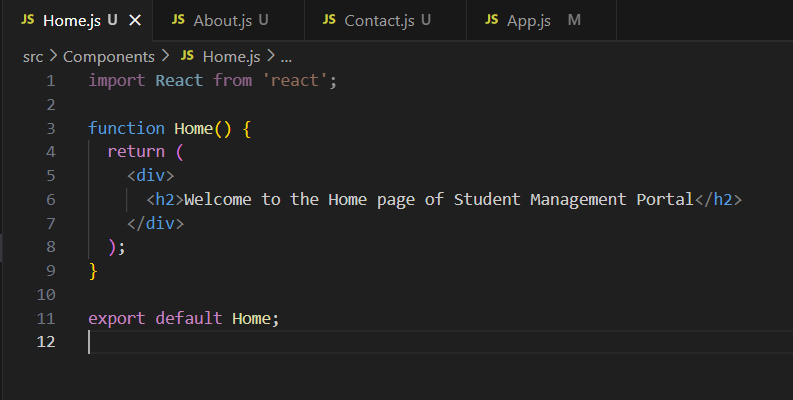 JS Home.js U × JS About.js U JS Contact.js U JS App.js M
src > Components > JS Home.js > ...
1 import React from 'react';
2
3 function Home() {
4   return (
5     <div>
6       <h2>Welcome to the Home page of Student Management Portal</h2>
7     </div>
8   );
9 }
10
11 export default Home;
12